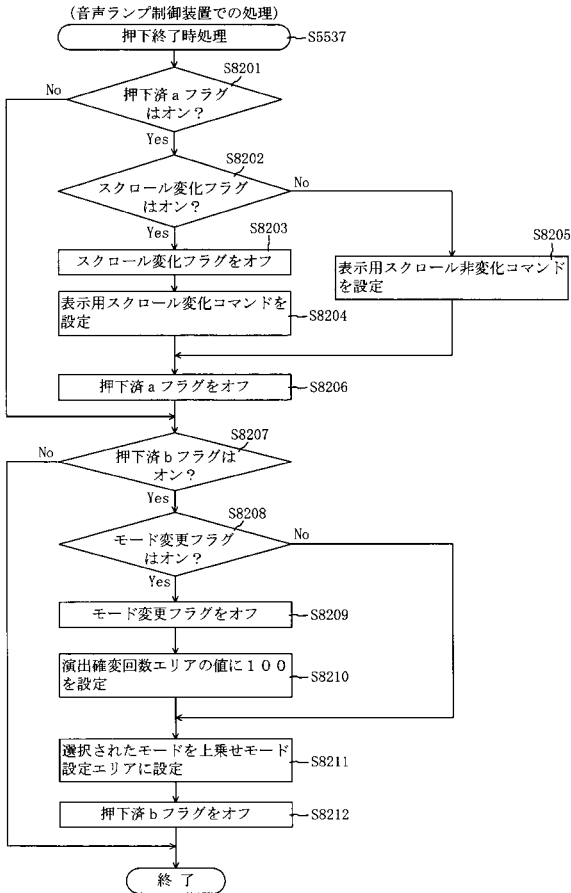 (音声ランプ制御装置での処理)
押下終了時処理
S5537
S8201
押下済aフラグ
はオン?
No
Yes
S8202
スクロール変化フラグ
はオン?
No
Yes
S8203
スクロール変化フラグをオフ
S8205
表示用スクロール非変化コマンド
を設定
表示用スクロール変化コマンドを
設定
S8204
押下済aフラグをオフ
S8206
S8207
押下済bフラグは
オン?
No
Yes
S8208
モード変更フラグ
はオン?
No
Yes
モード変更フラグをオフ
S8209
演出確変回数エリアの値に100
を設定
S8210
選択されたモードを上乗せモード
設定エリアに設定
S8211
押下済bフラグをオフ
S8212
終了